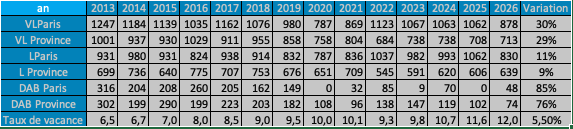 an 2013 2014 2015 2016 2017 2018 2019 2020 2021 2022 2023 2024 2025 2026 Variation
VLParis 1247 1184 1139 1035 1162 1076 980 787 869 1123 1067 1063 1062 878 30%
VL Province 1001 937 930 1029 911 955 858 758 804 684 738 738 708 713 29%
LParis 931 980 931 824 938 914 832 787 836 1037 982 993 1062 830 11%
L Province 699 736 640 775 707 753 676 651 709 545 591 620 606 639 9%
DAB Paris 316 204 208 260 205 162 149 0 32 85 9 70 0 48 85%
DAB Province 302 199 290 199 223 203 182 108 96 138 147 119 102 74 76%
Taux de vacance 6,5 6,7 7,0 8,0 8,5 9,0 9,5 10,0 10,1 9,3 9,8 10,7 11,6 12,0 5,50%